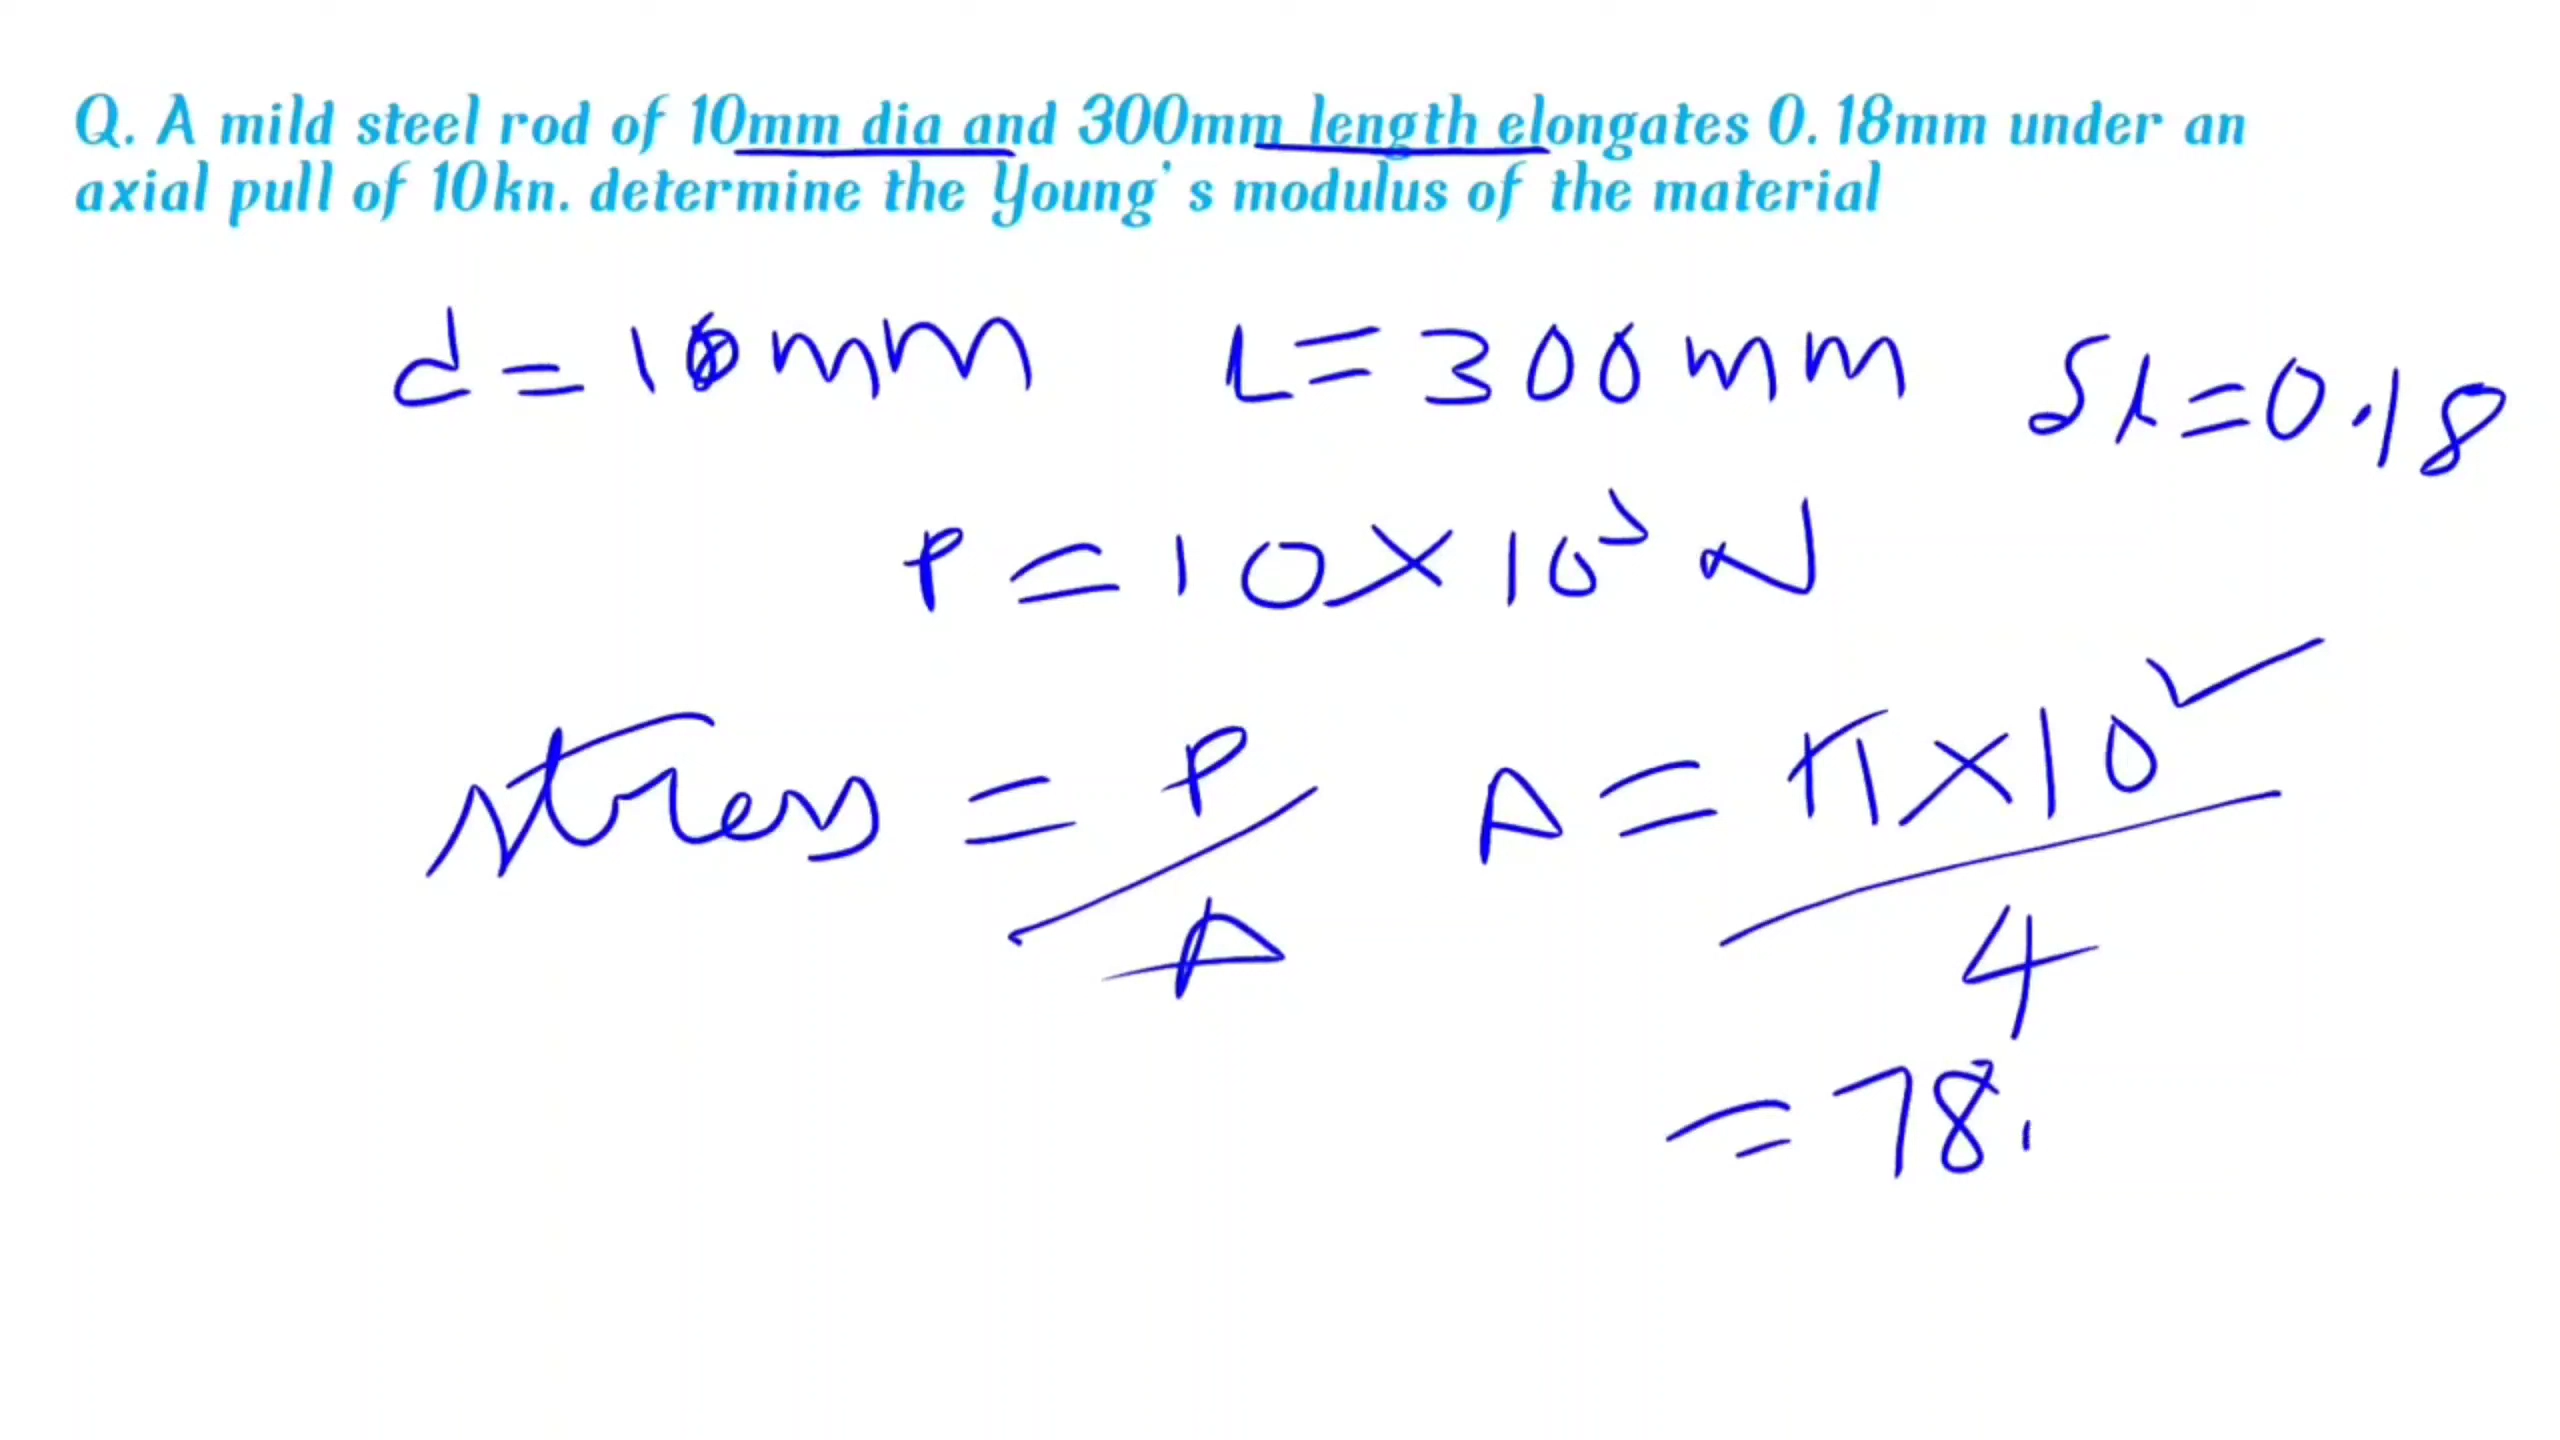 Q. A mild steel rod of 10mm dia and 300mm length elongates 0.18mm under an
axial pull of 10kn. determine the Young's modulus of the material
d = 10mm L = 300mm δL = 0.18
P = 10 × 10³ N
stress = P/A A = π × 10²/4
= 78.